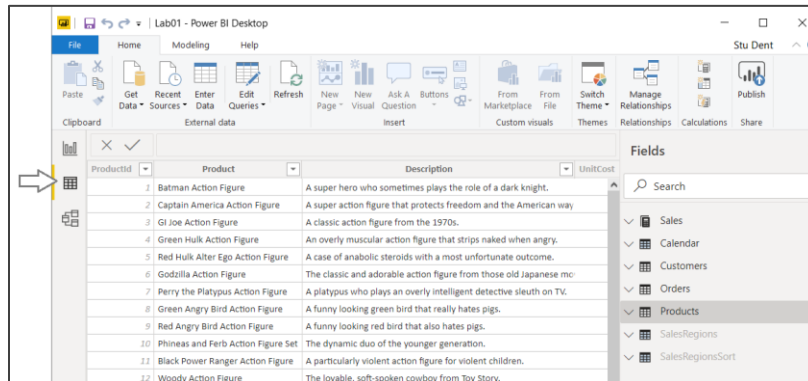 Lab01 - Power BI Desktop
File Home Modeling Help Stu Dent
Paste Get Data Recent Sources Enter Data Edit Queries Refresh New Page New Visual Ask A Question Buttons From Marketplace From File Switch Theme Manage Relationships Publish
Clipboard External data Insert Custom visuals Themes Relationships Calculations Share
Fields
ProductId Product Description UnitCost
Search
1 Batman Action Figure A super hero who sometimes plays the role of a dark knight.
2 Captain America Action Figure A super action figure that protects freedom and the American way
3 GI Joe Action Figure A classic action figure from the 1970s.
4 Green Hulk Action Figure An overly muscular action figure that strips naked when angry.
5 Red Hulk Alter Ego Action Figure A case of anabolic steroids with a most unfortunate outcome.
6 Godzilla Action Figure The classic and adorable action figure from those old Japanese mo
7 Perry the Platypus Action Figure A platypus who plays an overly intelligent detective sleuth on TV.
8 Green Angry Bird Action Figure A funny looking green bird that really hates pigs.
9 Red Angry Bird Action Figure A funny looking red bird that also hates pigs.
10 Phineas and Ferb Action Figure Set The dynamic duo of the younger generation.
11 Black Power Ranger Action Figure A particularly violent action figure for violent children.
12 Woody Action Figure The lovable, soft-spoken cowboy from Toy Story.
Sales
Calendar
Customers
Orders
Products
SalesRegions
SalesRegionsSort